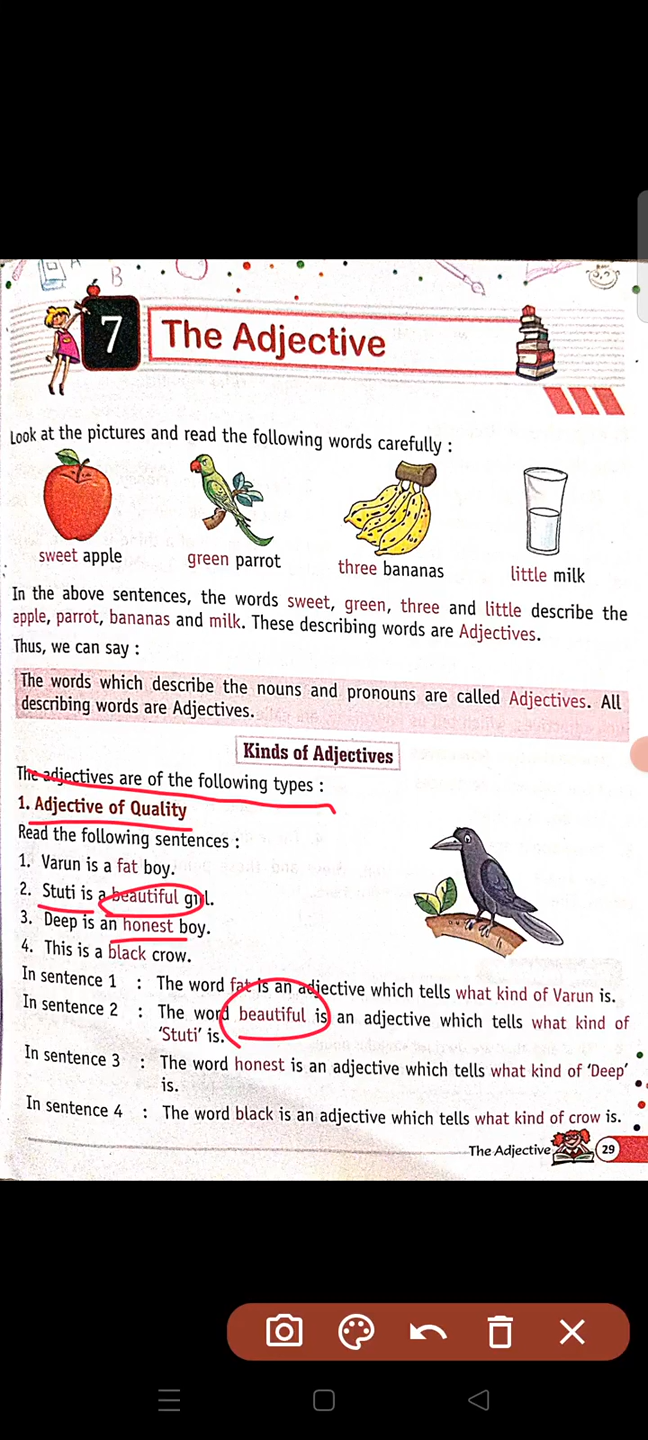 B
7 The Adjective
Look at the pictures and read the following words carefully :
sweet apple green parrot three bananas little milk
In the above sentences, the words sweet, green, three and little describe the
apple, parrot, bananas and milk. These describing words are Adjectives.
Thus, we can say :
The words which describe the nouns and pronouns are called Adjectives. All
describing words are Adjectives.
Kinds of Adjectives
The adjectives are of the following types :
1. Adjective of Quality
Read the following sentences :
1. Varun is a fat boy.
2. Stuti is a beautiful girl.
3. Deep is an honest boy.
4. This is a black crow.
In sentence 1 : The word fat is an adjective which tells what kind of Varun is.
In sentence 2 : The word beautiful is an adjective which tells what kind of
‘Stuti’ is.
In sentence 3 : The word honest is an adjective which tells what kind of ‘Deep’
is.
In sentence 4 : The word black is an adjective which tells what kind of crow is.
The Adjective 29